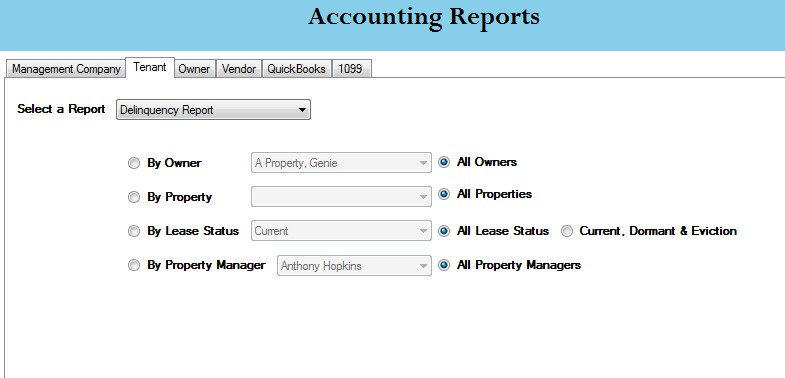 Accounting Reports
Management Company Tenant Owner Vendor QuickBooks 1099
Select a Report Delinquency Report
By Owner A Property, Genie All Owners
By Property All Properties
By Lease Status Current All Lease Status Current, Dormant & Eviction
By Property Manager Anthony Hopkins All Property Managers